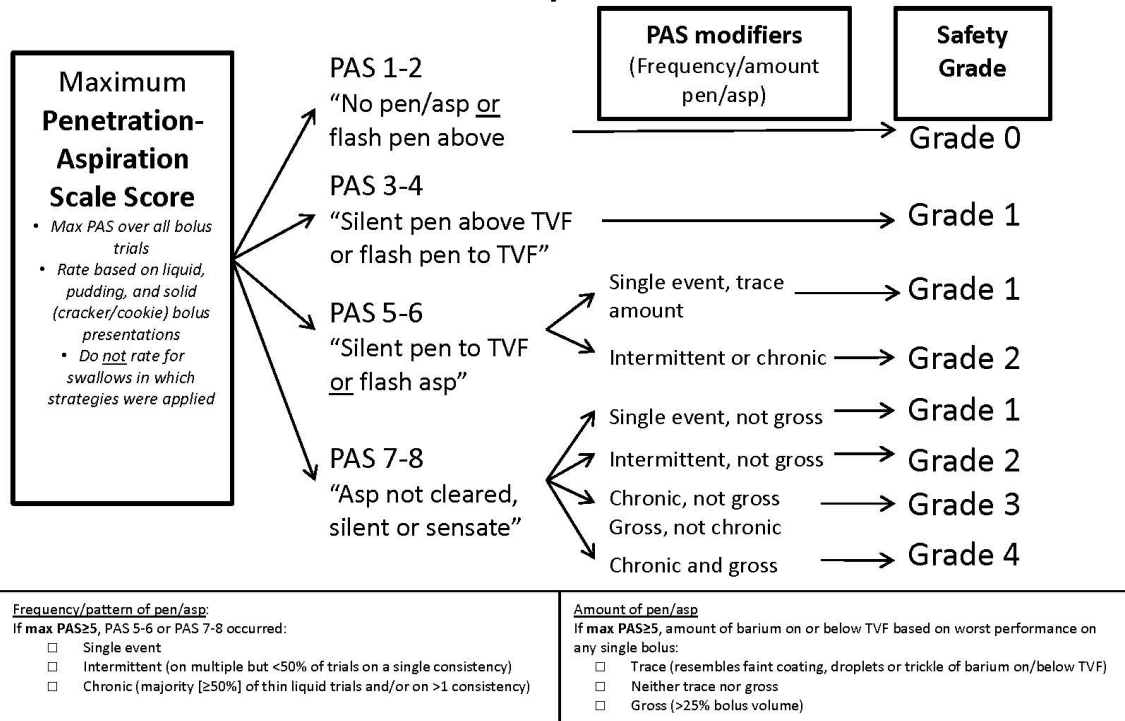 Maximum
Penetration-
Aspiration
Scale Score
• Max PAS over all bolus
trials
• Rate based on liquid,
pudding, and solid
(cracker/cookie) bolus
presentations
• Do not rate for
swallows in which
strategies were applied
PAS 1-2
“No pen/asp or
flash pen above
PAS 3-4
“Silent pen above TVF
or flash pen to TVF”
PAS 5-6
“Silent pen to TVF
or flash asp”
PAS 7-8
“Asp not cleared,
silent or sensate”
PAS modifiers
(Frequency/amount
pen/asp)
Single event, trace
amount
Intermittent or chronic
Single event, not gross
Intermittent, not gross
Chronic, not gross
Gross, not chronic
Chronic and gross
Safety
Grade
Grade 0
Grade 1
Grade 1
Grade 2
Grade 1
Grade 2
Grade 3
Grade 4
Frequency/pattern of pen/asp:
If max PAS≥5, PAS 5-6 or PAS 7-8 occurred:
☐ Single event
☐ Intermittent (on multiple but <50% of trials on a single consistency)
☐ Chronic (majority [≥50%] of thin liquid trials and/or on >1 consistency)
Amount of pen/asp
If max PAS≥5, amount of barium on or below TVF based on worst performance on
any single bolus:
☐ Trace (resembles faint coating, droplets or trickle of barium on/below TVF)
☐ Neither trace nor gross
☐ Gross (>25% bolus volume)